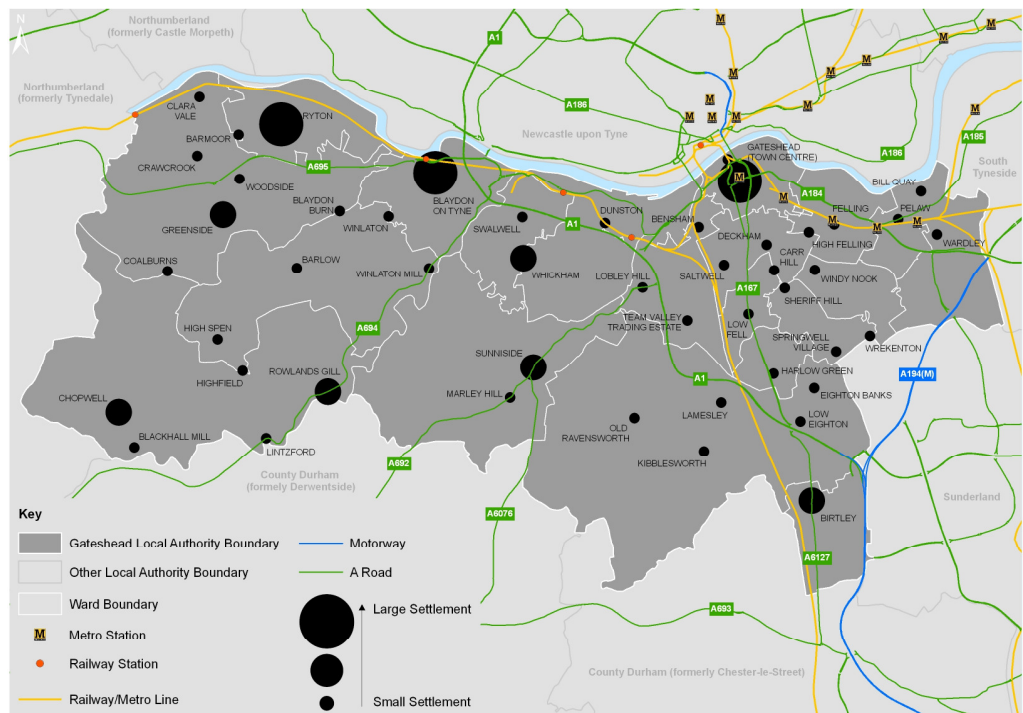 Northumberland
(formerly Castle Morpeth)
N
A1
M
M
M
M
M
M
Northumberland
(formerly Tynedale)
CLARA
VALE
RYTON
A186
M
M
M
M
M
M
BARMOOR
Newcastle upon Tyne
A185
A186
GATESHEAD
(TOWN CENTRE)
South
Tyneside
CRAWCROOK
A695
WOODSIDE
M
A184
BILL QUAY
BLAYDON
BURN
BLAYDON
ON TYNE
DUNSTON
BENSHAM
FELLING
PELAW
M
M
M
GREENSIDE
WINLATON
SWALWELL
A1
DECKHAM
HIGH FELLING
WARDLEY
COALBURNS
BARLOW
WINLATON MILL
WHICKHAM
LOBLEY HILL
SALTWELL
CARR
HILL
WINDY NOOK
A167
SHERIFF HILL
HIGH SPEN
A694
TEAM VALLEY
TRADING ESTATE
LOW
FELL
SPRINGWELL
VILLAGE
WREKENTON
SUNNISIDE
HIGHFIELD
ROWLANDS GILL
A1
HARLOW GREEN
A194(M)
CHOPWELL
MARLEY HILL
EIGHTON BANKS
LAMESLEY
OLD
RAVENSWORTH
LOW
EIGHTON
BLACKHALL MILL
LINTZFORD
A692
KIBBLESWORTH
County Durham
(formely Derwentside)
Sunderland
A6076
BIRTLEY
Key
Gateshead Local Authority Boundary
Motorway
A6127
Other Local Authority Boundary
A Road
Ward Boundary
Large Settlement
A693
M
Metro Station
Railway Station
County Durham (formerly Chester-le-Street)
Railway/Metro Line
Small Settlement